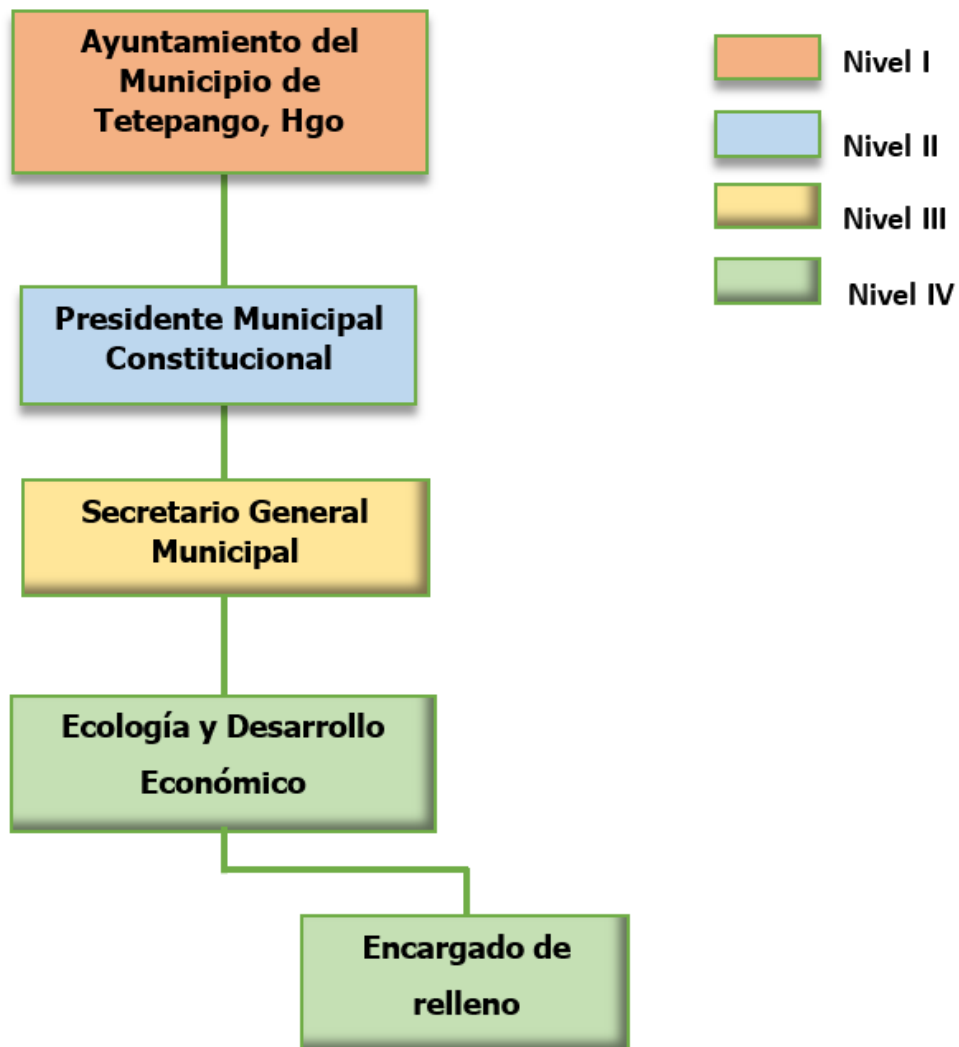 Ayuntamiento del
Municipio de
Tetepango, Hgo
Nivel I
Nivel II
Nivel III
Nivel IV
Presidente Municipal
Constitucional
Secretario General
Municipal
Ecología y Desarrollo
Económico
Encargado de
relleno